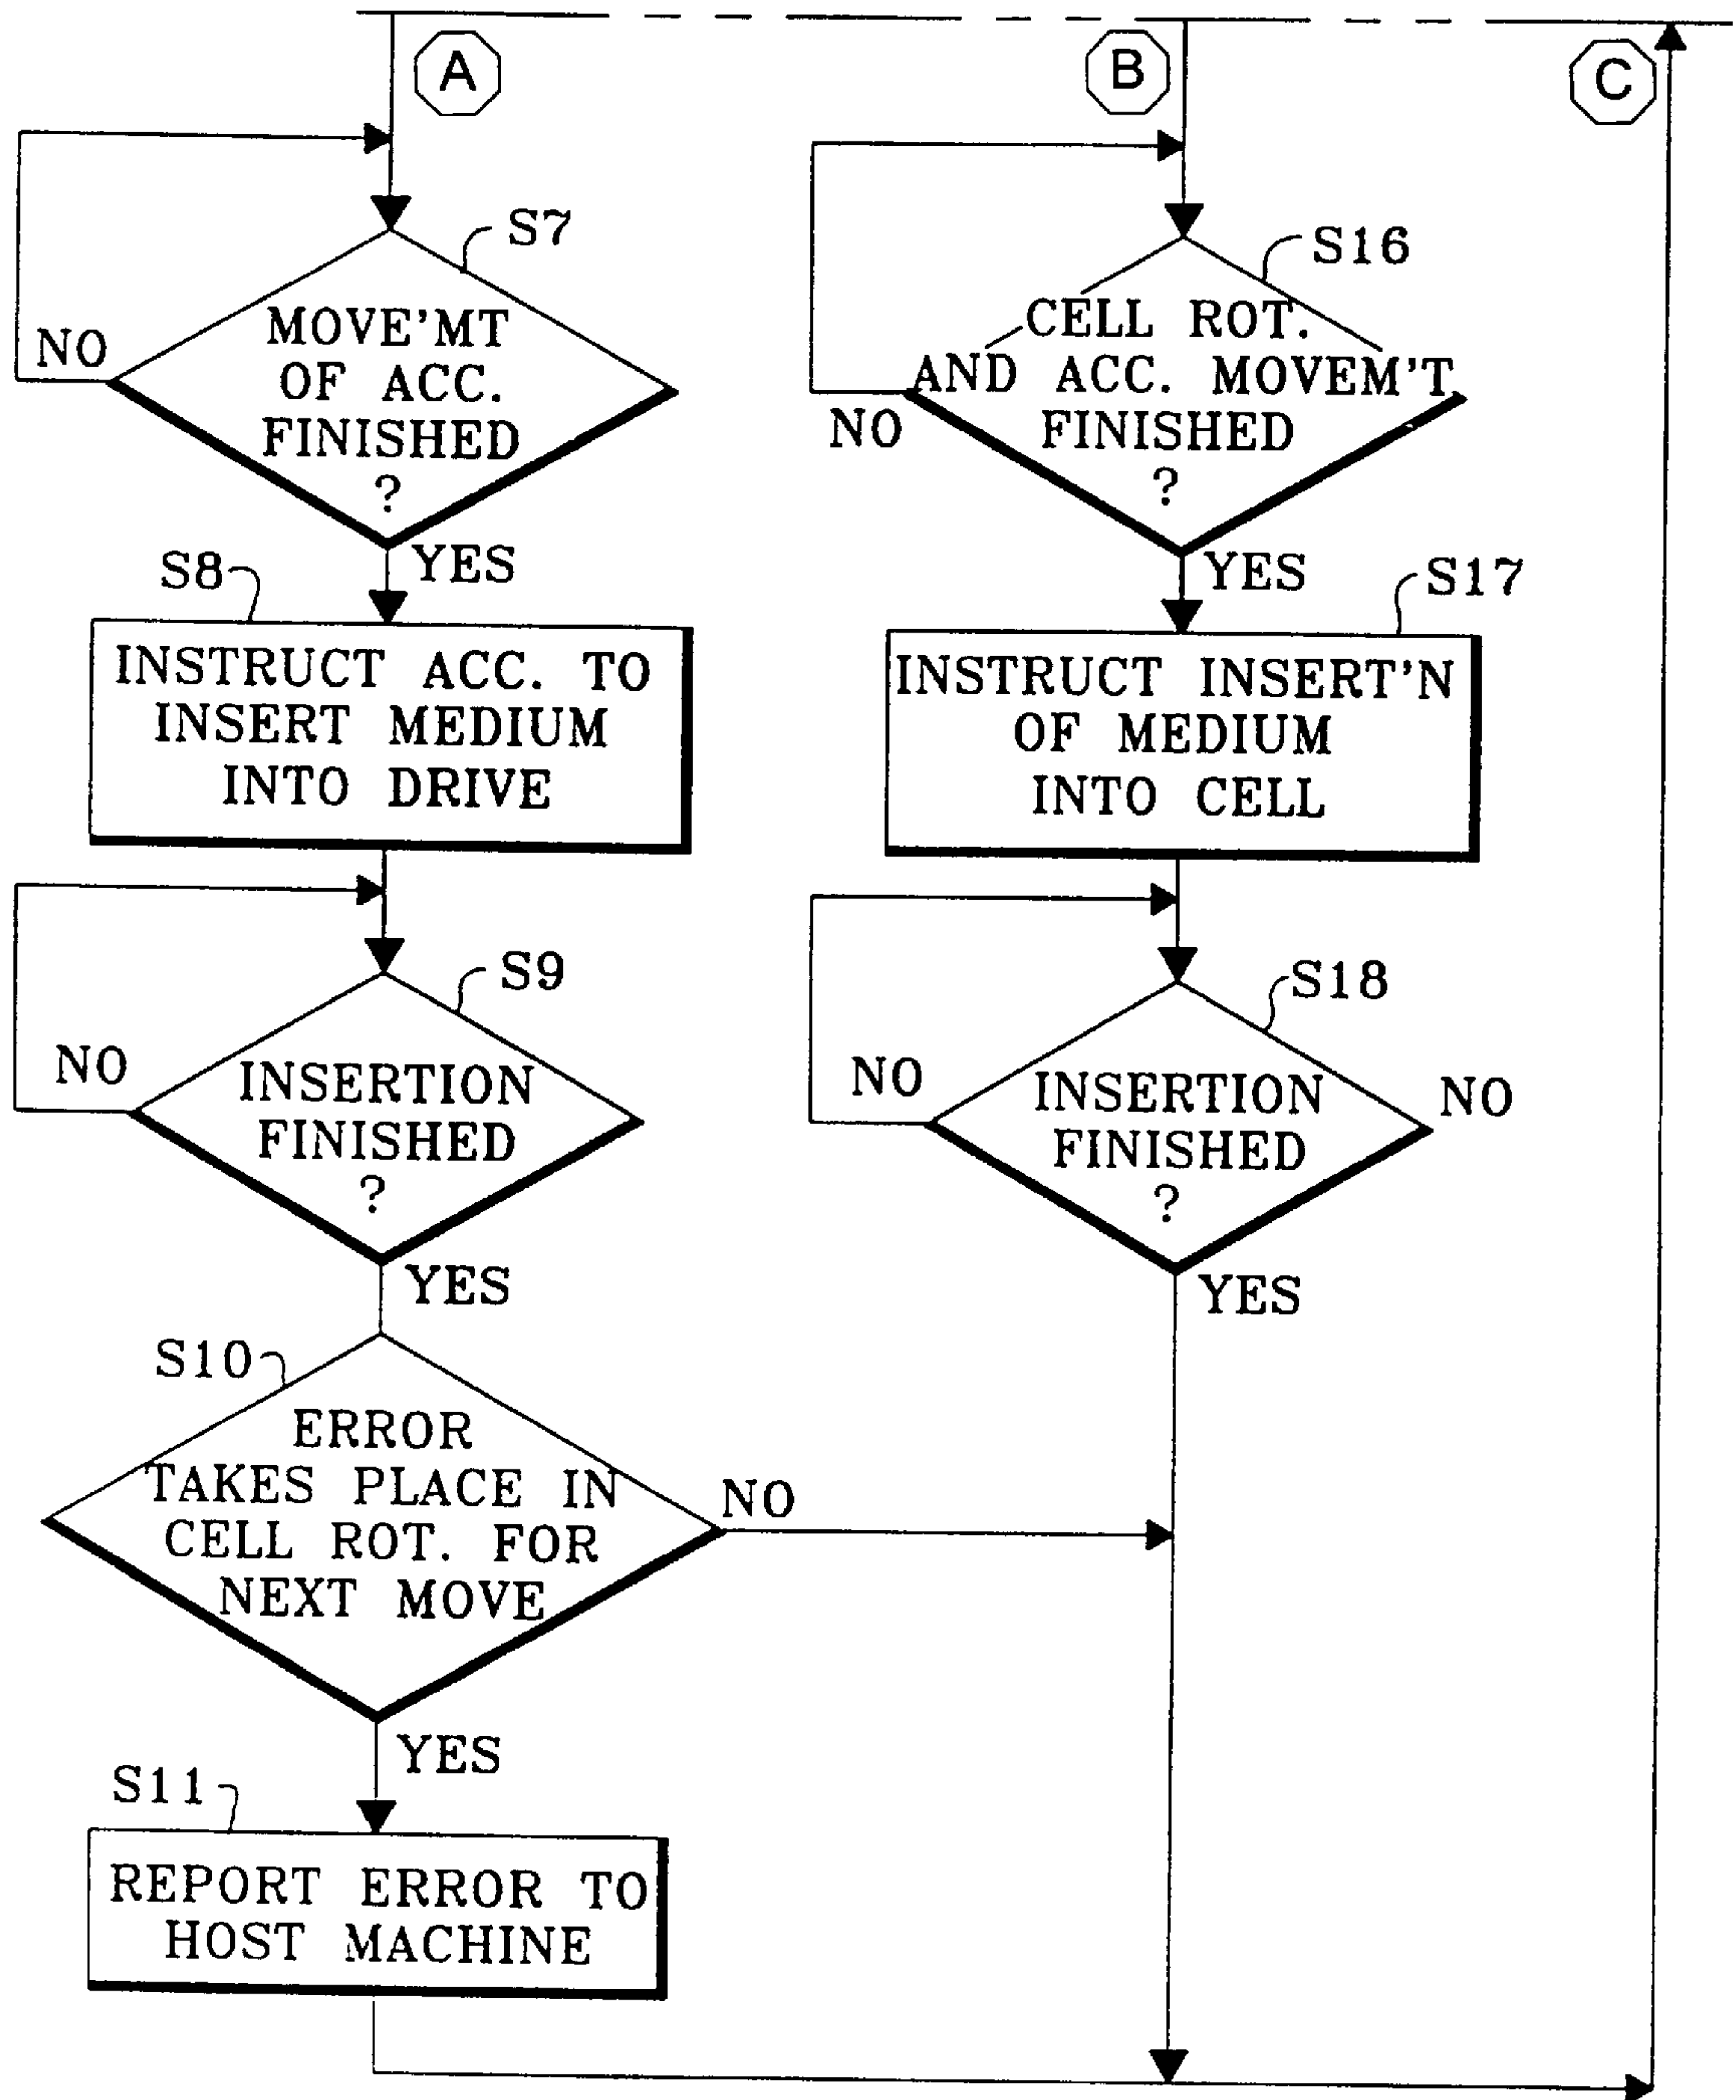 A
B
C
S7
MOVE'MT
OF ACC.
FINISHED
?
NO
YES
S8
INSTRUCT ACC. TO
INSERT MEDIUM
INTO DRIVE
S9
INSERTION
FINISHED
?
NO
YES
S10
ERROR
TAKES PLACE IN
CELL ROT. FOR
NEXT MOVE
NO
YES
S11
REPORT ERROR TO
HOST MACHINE
S16
CELL ROT.
AND ACC. MOVEM'T
FINISHED
?
NO
YES
S17
INSTRUCT INSERT'N
OF MEDIUM
INTO CELL
S18
INSERTION
FINISHED
?
NO
NO
YES